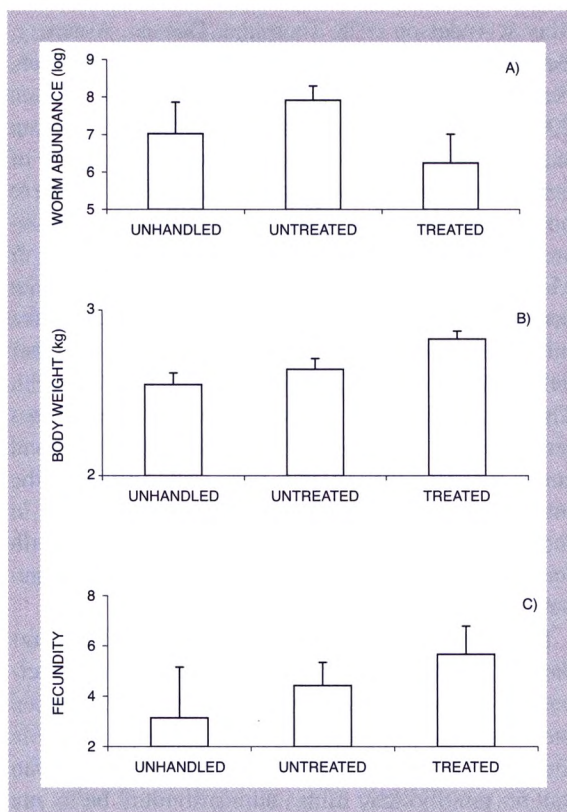 A)
WORM ABUNDANCE (log)
9
8
7
6
5
UNHANDLED UNTREATED TREATED
B)
BODY WEIGHT (kg)
3
2
UNHANDLED UNTREATED TREATED
C)
FECUNDITY
8
6
4
2
UNHANDLED UNTREATED TREATED